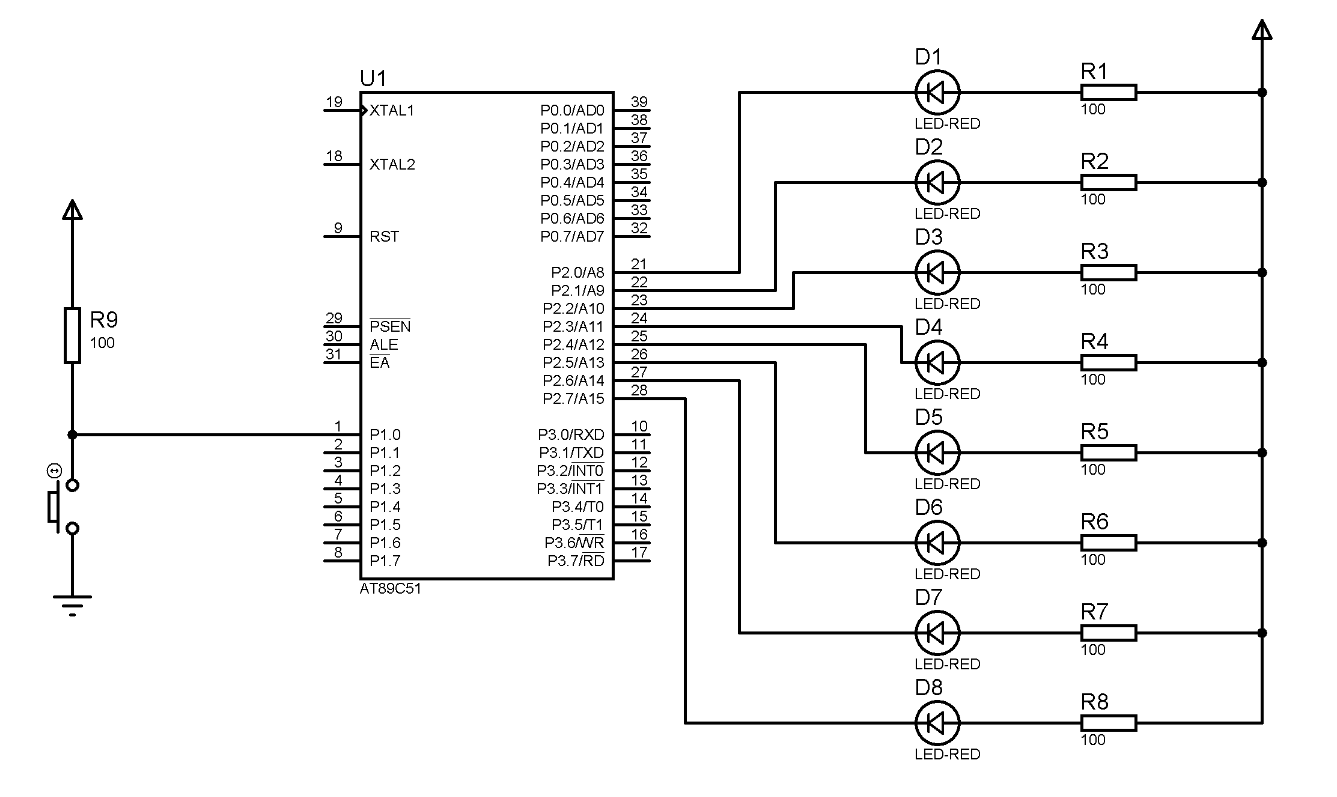 U1
19 XTAL1
18 XTAL2
9 RST
29 PSEN
30 ALE
31 EA
1 P1.0
2 P1.1
3 P1.2
4 P1.3
5 P1.4
6 P1.5
7 P1.6
8 P1.7
P0.0/AD0 39
P0.1/AD1 38
P0.2/AD2 37
P0.3/AD3 36
P0.4/AD4 35
P0.5/AD5 34
P0.6/AD6 33
P0.7/AD7 32
P2.0/A8 21
P2.1/A9 22
P2.2/A10 23
P2.3/A11 24
P2.4/A12 25
P2.5/A13 26
P2.6/A14 27
P2.7/A15 28
P3.0/RXD 10
P3.1/TXD 11
P3.2/INT0 12
P3.3/INT1 13
P3.4/T0 14
P3.5/T1 15
P3.6/WR 16
P3.7/RD 17
AT89C51
R9
100
D1
LED-RED
R1
100
D2
LED-RED
R2
100
D3
LED-RED
R3
100
D4
LED-RED
R4
100
D5
LED-RED
R5
100
D6
LED-RED
R6
100
D7
LED-RED
R7
100
D8
LED-RED
R8
100